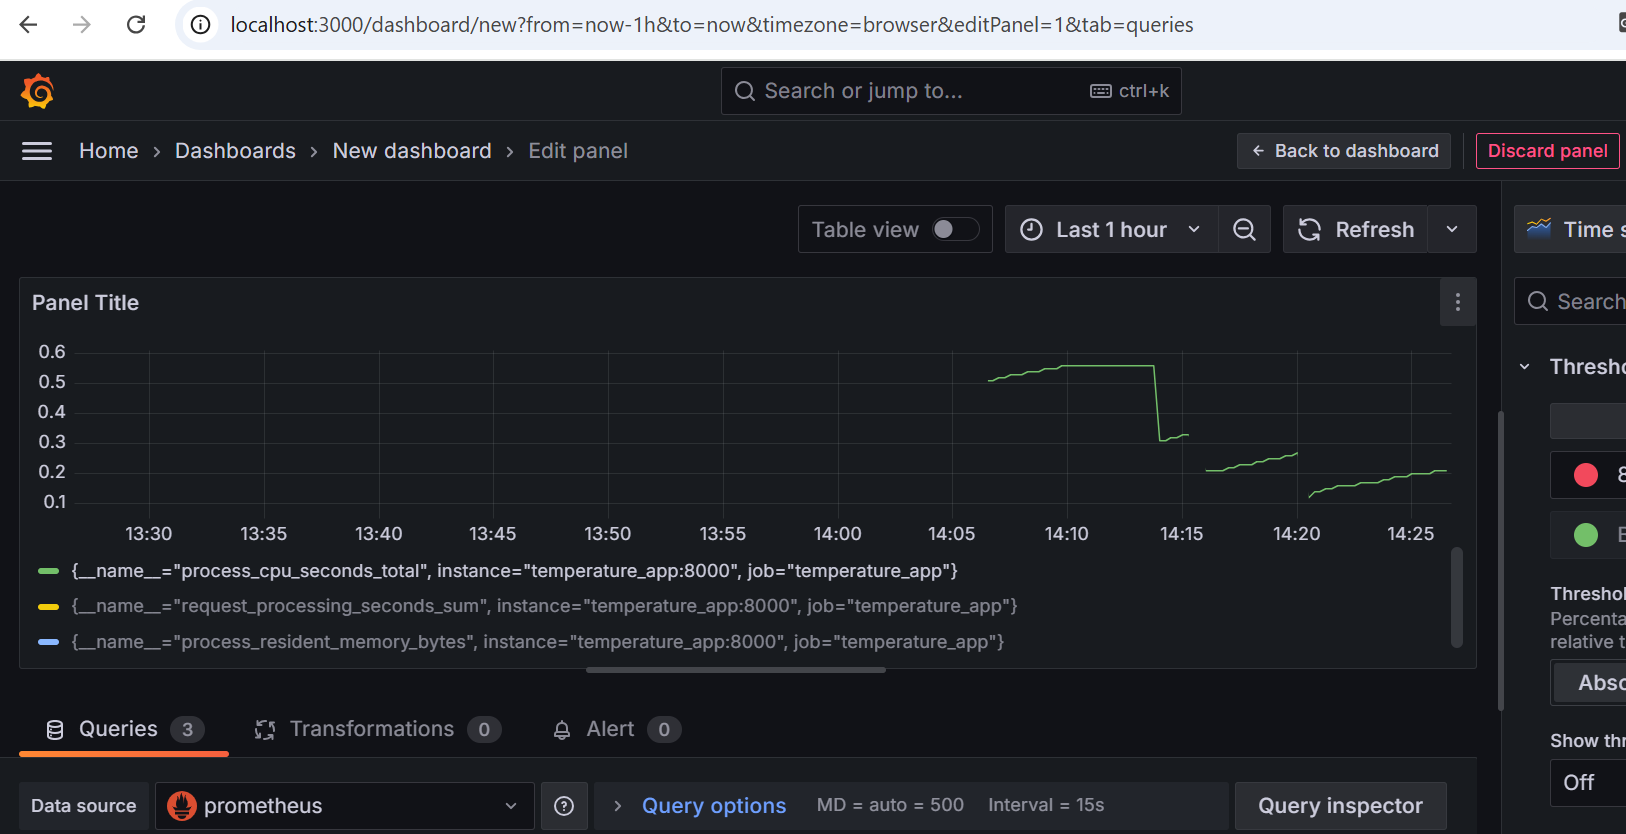 localhost:3000/dashboard/new?from=now-1h&to=now&timezone=browser&editPanel=1&tab=queries
Search or jump to... ctrl+k
Home › Dashboards › New dashboard › Edit panel
Back to dashboard
Discard panel
Table view
Last 1 hour
Refresh
Time s
Panel Title
Search
0.6
0.5
0.4
0.3
0.2
0.1
13:30 13:35 13:40 13:45 13:50 13:55 14:00 14:05 14:10 14:15 14:20 14:25
{__name__="process_cpu_seconds_total", instance="temperature_app:8000", job="temperature_app"}
{__name__="request_processing_seconds_sum", instance="temperature_app:8000", job="temperature_app"}
{__name__="process_resident_memory_bytes", instance="temperature_app:8000", job="temperature_app"}
Thresho
8
Threshol
Percenta
relative t
Abso
Show thr
Off
Queries 3 Transformations 0 Alert 0
Data source prometheus Query options MD = auto = 500 Interval = 15s Query inspector